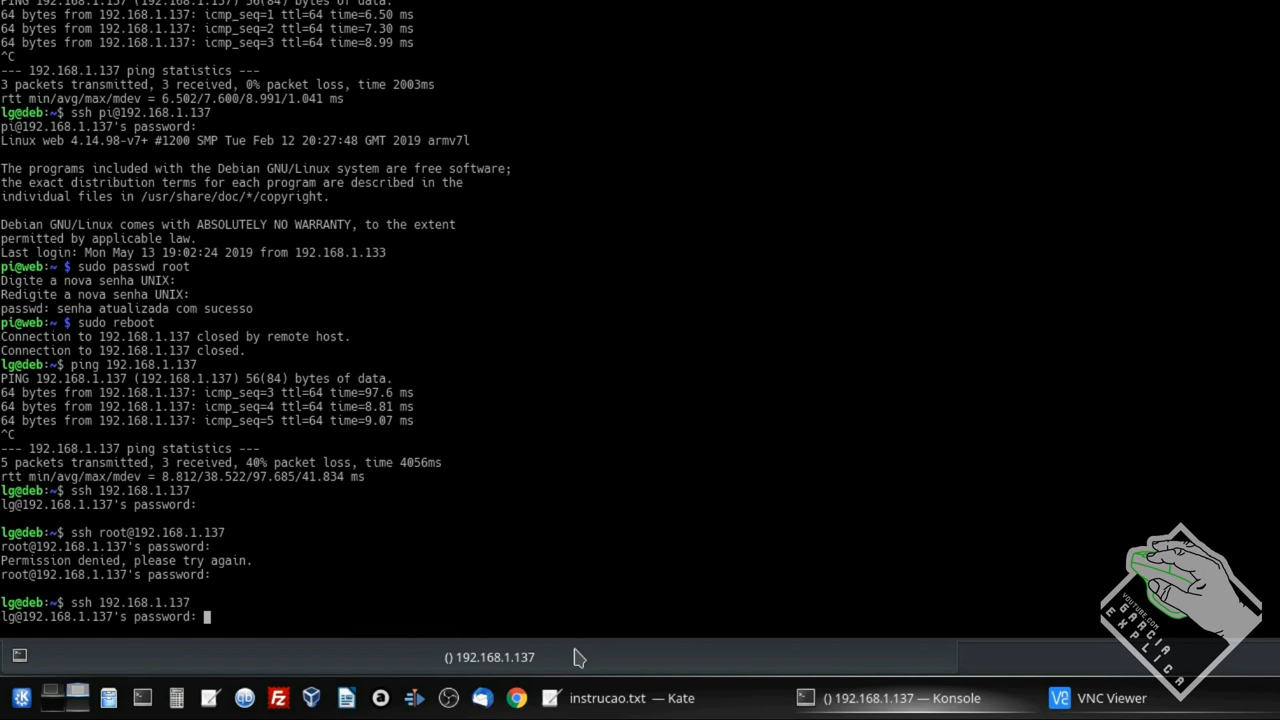 PING 192.168.1.137 (192.168.1.137) 56(84) bytes of data.
64 bytes from 192.168.1.137: icmp_seq=1 ttl=64 time=6.50 ms
64 bytes from 192.168.1.137: icmp_seq=2 ttl=64 time=7.30 ms
64 bytes from 192.168.1.137: icmp_seq=3 ttl=64 time=8.99 ms
^C
--- 192.168.1.137 ping statistics ---
3 packets transmitted, 3 received, 0% packet loss, time 2003ms
rtt min/avg/max/mdev = 6.502/7.600/8.991/1.041 ms
lg@deb:~$ ssh pi@192.168.1.137
pi@192.168.1.137's password:
Linux web 4.14.98-v7+ #1200 SMP Tue Feb 12 20:27:48 GMT 2019 armv7l
The programs included with the Debian GNU/Linux system are free software;
the exact distribution terms for each program are described in the
individual files in /usr/share/doc/*/copyright.
Debian GNU/Linux comes with ABSOLUTELY NO WARRANTY, to the extent
permitted by applicable law.
Last login: Mon May 13 19:02:24 2019 from 192.168.1.133
pi@web:~ $ sudo passwd root
Digite a nova senha UNIX:
Redigite a nova senha UNIX:
passwd: senha atualizada com sucesso
pi@web:~ $ sudo reboot
Connection to 192.168.1.137 closed by remote host.
Connection to 192.168.1.137 closed.
lg@deb:~$ ping 192.168.1.137
PING 192.168.1.137 (192.168.1.137) 56(84) bytes of data.
64 bytes from 192.168.1.137: icmp_seq=3 ttl=64 time=97.6 ms
64 bytes from 192.168.1.137: icmp_seq=4 ttl=64 time=8.81 ms
64 bytes from 192.168.1.137: icmp_seq=5 ttl=64 time=9.07 ms
^C
--- 192.168.1.137 ping statistics ---
5 packets transmitted, 3 received, 40% packet loss, time 4056ms
rtt min/avg/max/mdev = 8.812/38.522/97.685/41.834 ms
lg@deb:~$ ssh 192.168.1.137
lg@192.168.1.137's password:
lg@deb:~$ ssh root@192.168.1.137
root@192.168.1.137's password:
Permission denied, please try again.
root@192.168.1.137's password:
lg@deb:~$ ssh 192.168.1.137
lg@192.168.1.137's password:
YOUTUBE.COM
GARCIA
EXPLICA
() 192.168.1.137
instrucao.txt — Kate
() 192.168.1.137 — Konsole
VNC Viewer